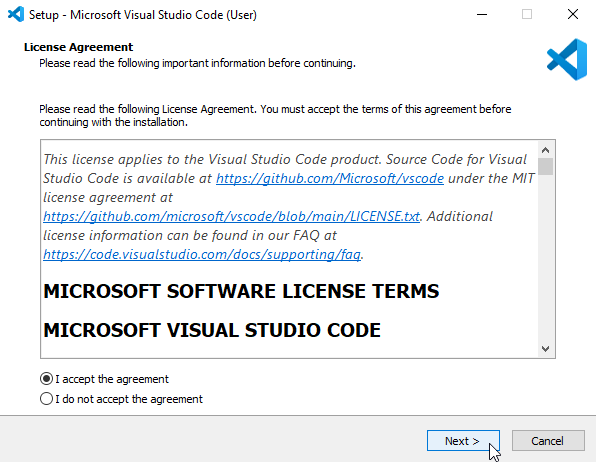 Setup - Microsoft Visual Studio Code (User)
License Agreement
Please read the following important information before continuing.
Please read the following License Agreement. You must accept the terms of this agreement before
continuing with the installation.
This license applies to the Visual Studio Code product. Source Code for Visual
Studio Code is available at https://github.com/Microsoft/vscode under the MIT
license agreement at
https://github.com/microsoft/vscode/blob/main/LICENSE.txt. Additional
license information can be found in our FAQ at
https://code.visualstudio.com/docs/supporting/faq.
MICROSOFT SOFTWARE LICENSE TERMS
MICROSOFT VISUAL STUDIO CODE
I accept the agreement
I do not accept the agreement
Next > Cancel